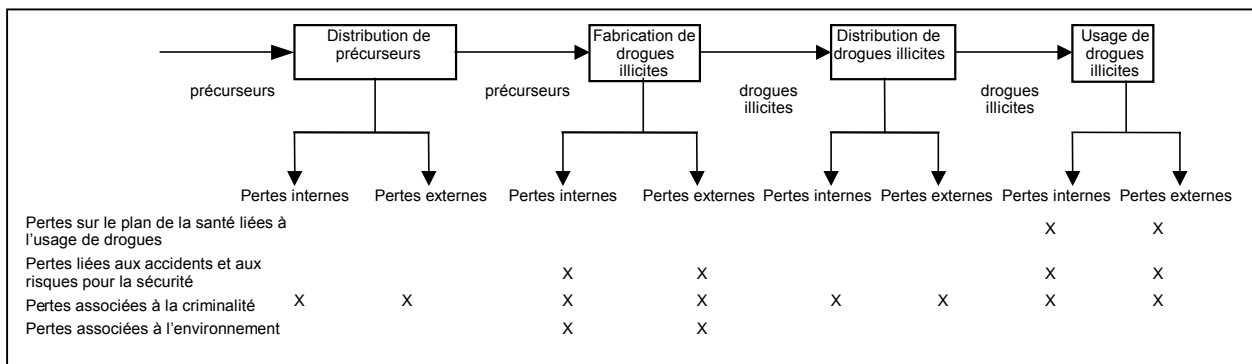 Distribution de
précurseurs
Fabrication de
drogues
illicites
Distribution de
drogues illicites
Usage de
drogues
illicites
précurseurs
précurseurs
drogues
illicites
drogues
illicites
Pertes internes Pertes externes Pertes internes Pertes externes Pertes internes Pertes externes Pertes internes Pertes externes
Pertes sur le plan de la santé liées à
l'usage de drogues X X
Pertes liées aux accidents et aux
risques pour la sécurité X X X X
Pertes associées à la criminalité X X X X X X X X
Pertes associées à l'environnement X X